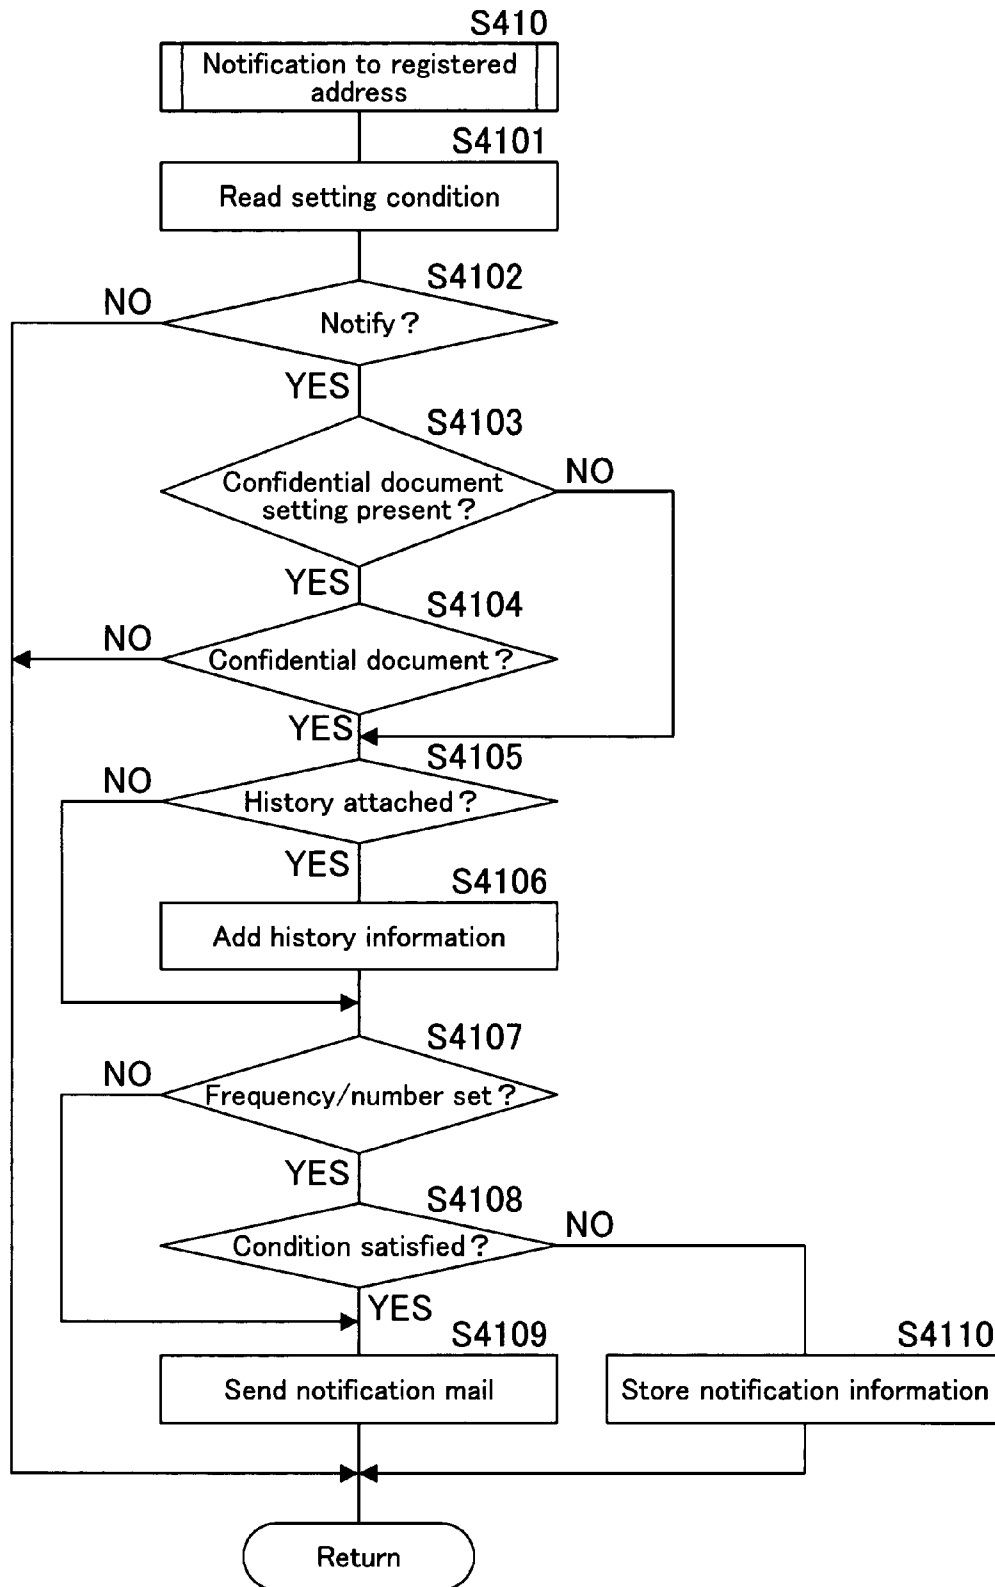 S410
Notification to registered
address
S4101
Read setting condition
S4102
NO
Notify?
YES
S4103
NO
Confidential document
setting present?
YES
S4104
NO
Confidential document?
YES
S4105
NO
History attached?
YES
S4106
Add history information
S4107
NO
Frequency/number set?
YES
S4108
NO
Condition satisfied?
YES
S4109
S4110
Send notification mail
Store notification information
Return